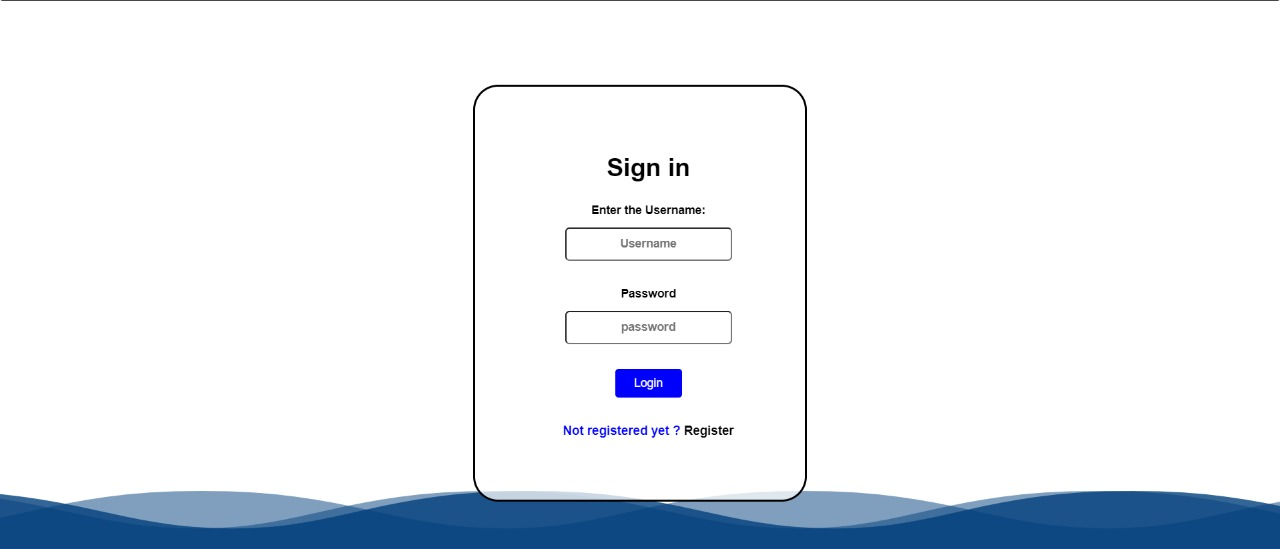 Sign in
Enter the Username:
Username
Password
password
Login
Not registered yet ? Register